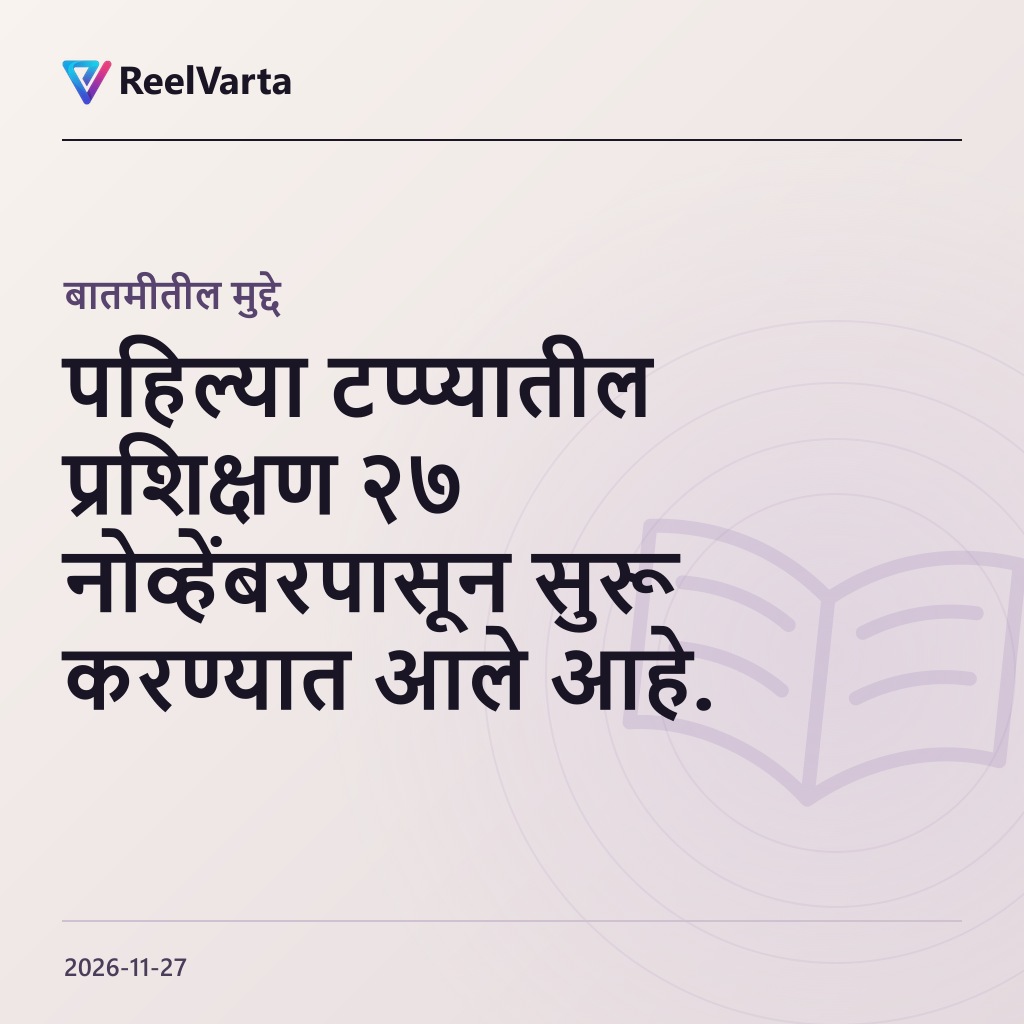 ReelVarta
बातमीतील मुद्दे
पहिल्या टप्प्यातील
प्रशिक्षण २७
नोव्हेंबरपासून सुरू
करण्यात आले आहे.
2026-11-27